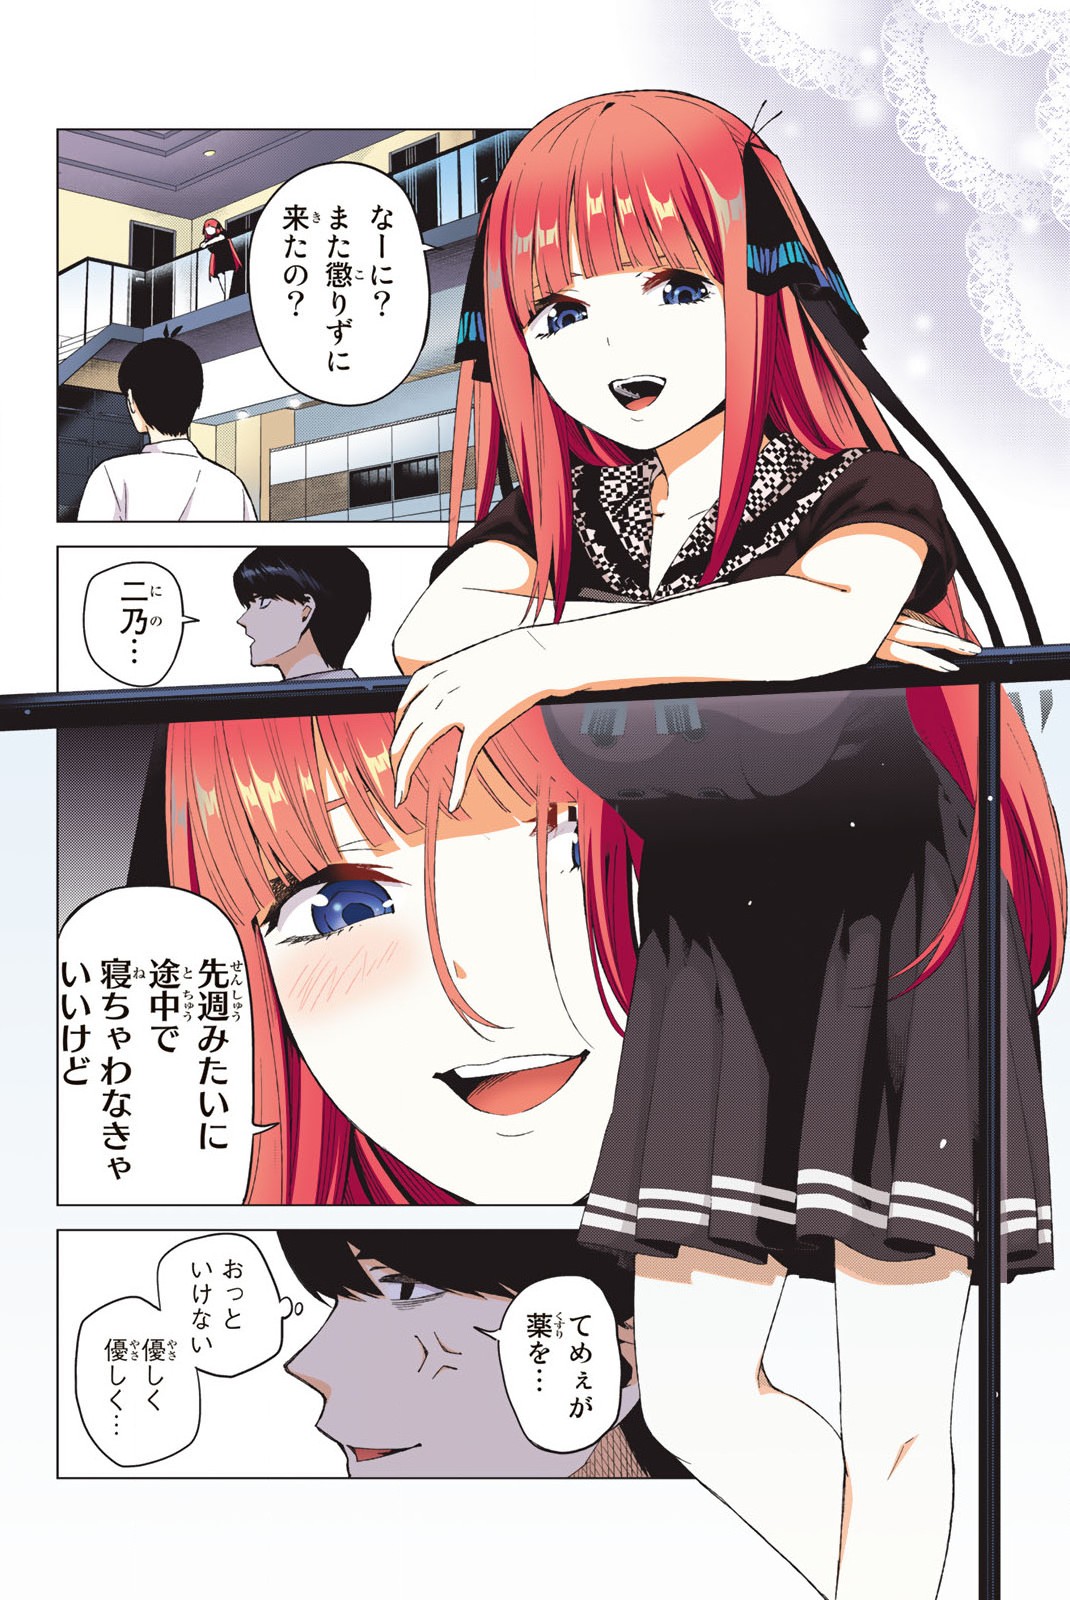 なーに？
また懲りずに
来たの？
二乃…
先週みたいに
途中で
寝ちゃわなきゃ
いいけど
てめぇが
薬を…
おっと
いけない
優しく
優しく…